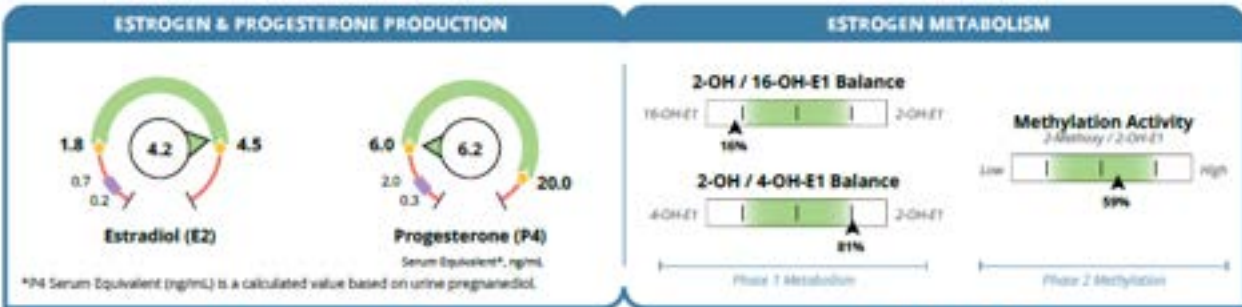 ESTROGEN & PROGESTERONE PRODUCTION
1.8
4.2
4.5
0.7
0.2
Estradiol (E2)
6.0
6.2
20.0
2.0
0.3
Progesterone (P4)
Serum Equivalent*, ng/mL
*P4 Serum Equivalent (ng/mL) is a calculated value based on urine pregnanediol.
ESTROGEN METABOLISM
2-OH / 16-OH-E1 Balance
16-OH-E1
2-OH-E1
16%
2-OH / 4-OH-E1 Balance
4-OH-E1
2-OH-E1
81%
Phase 1 Metabolism
Methylation Activity
2-Methoxy / 2-OH-E1
Low
High
59%
Phase 2 Methylation